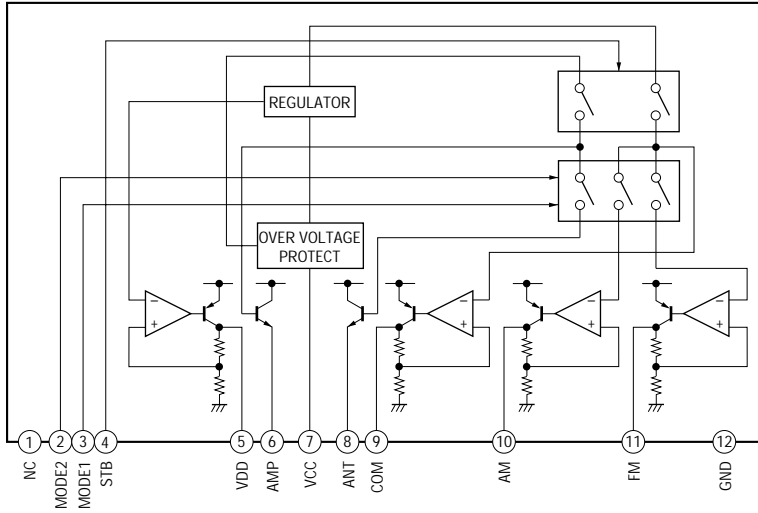 REGULATOR
OVER VOLTAGE
PROTECT
−
+
−
+
−
+
−
+
1
2
3
4
5
6
7
8
9
10
11
12
NC
MODE2
MODE1
STB
VDD
AMP
VCC
ANT
COM
AM
FM
GND